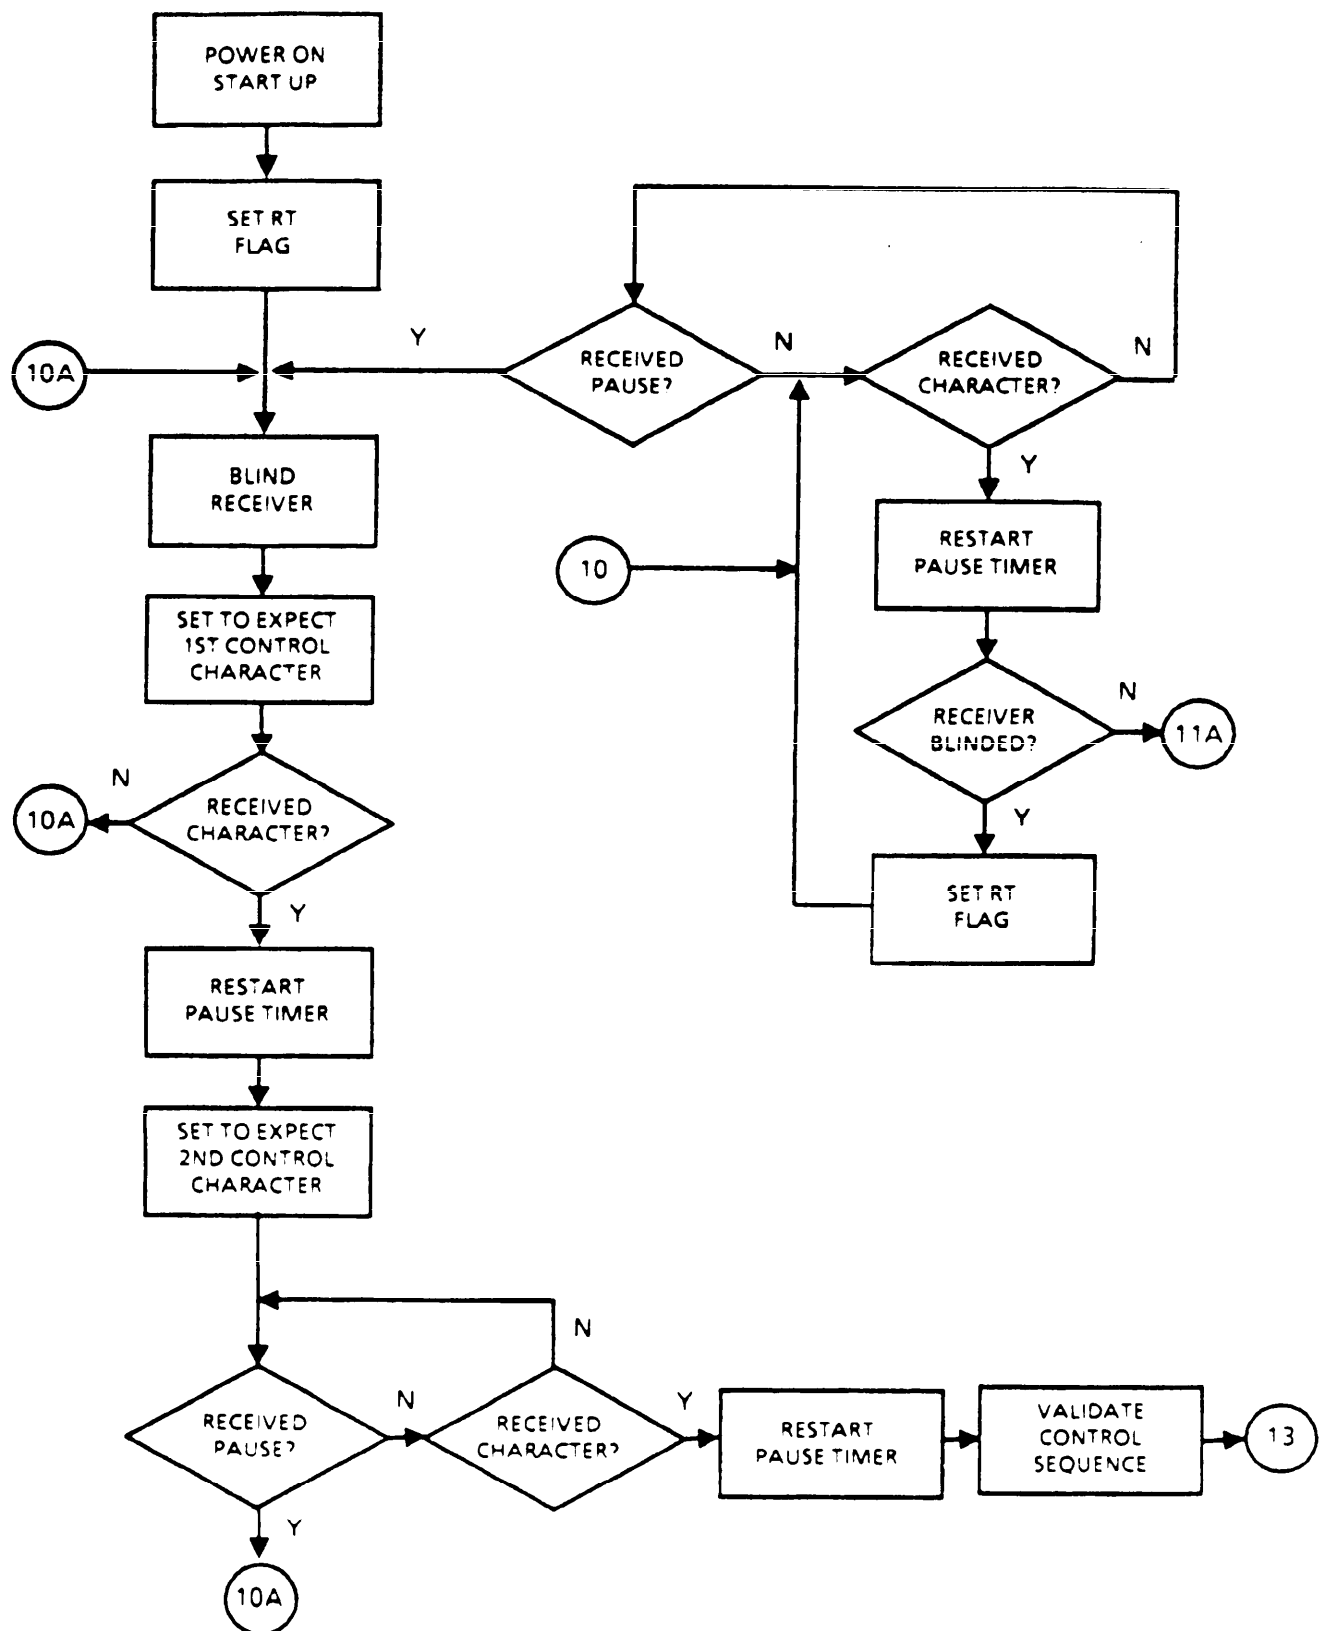 POWER ON
START UP
SET RT
FLAG
10A
Y
RECEIVED
PAUSE?
N
RECEIVED
CHARACTER?
N
BLIND
RECEIVER
Y
RESTART
PAUSE TIMER
10
SET TO EXPECT
1ST CONTROL
CHARACTER
RECEIVER
BLINDED?
N
11A
N
10A
RECEIVED
CHARACTER?
Y
SET RT
FLAG
Y
RESTART
PAUSE TIMER
SET TO EXPECT
2ND CONTROL
CHARACTER
N
RECEIVED
PAUSE?
N
RECEIVED
CHARACTER?
Y
RESTART
PAUSE TIMER
VALIDATE
CONTROL
SEQUENCE
13
Y
10A